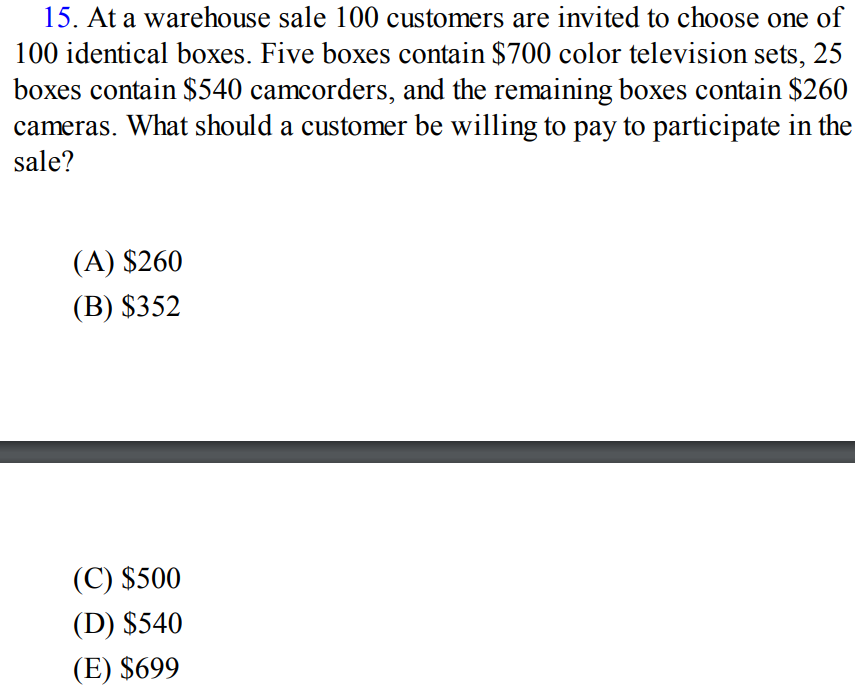 15. At a warehouse sale 100 customers are invited to choose one of
100 identical boxes. Five boxes contain $700 color television sets, 25
boxes contain $540 camcorders, and the remaining boxes contain $260
cameras. What should a customer be willing to pay to participate in the
sale?
(A) $260
(B) $352
(C) $500
(D) $540
(E) $699